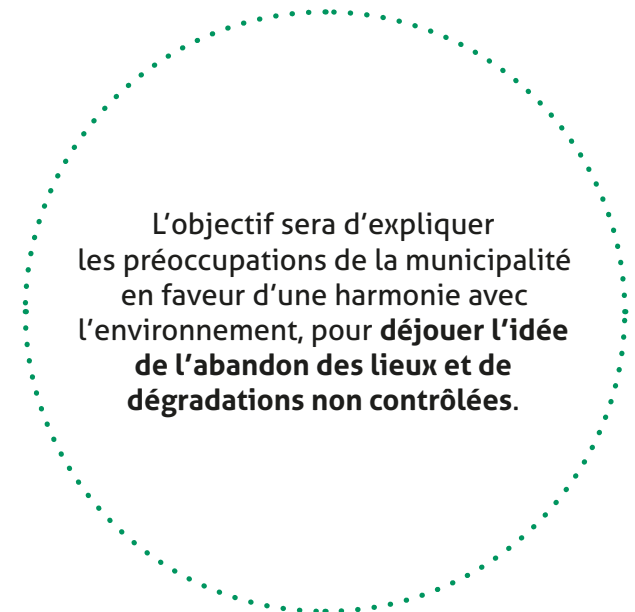 L’objectif sera d’expliquer
les préoccupations de la municipalité
en faveur d’une harmonie avec
l’environnement, pour déjouer l’idée
de l’abandon des lieux et de
dégradations non contrôlées.